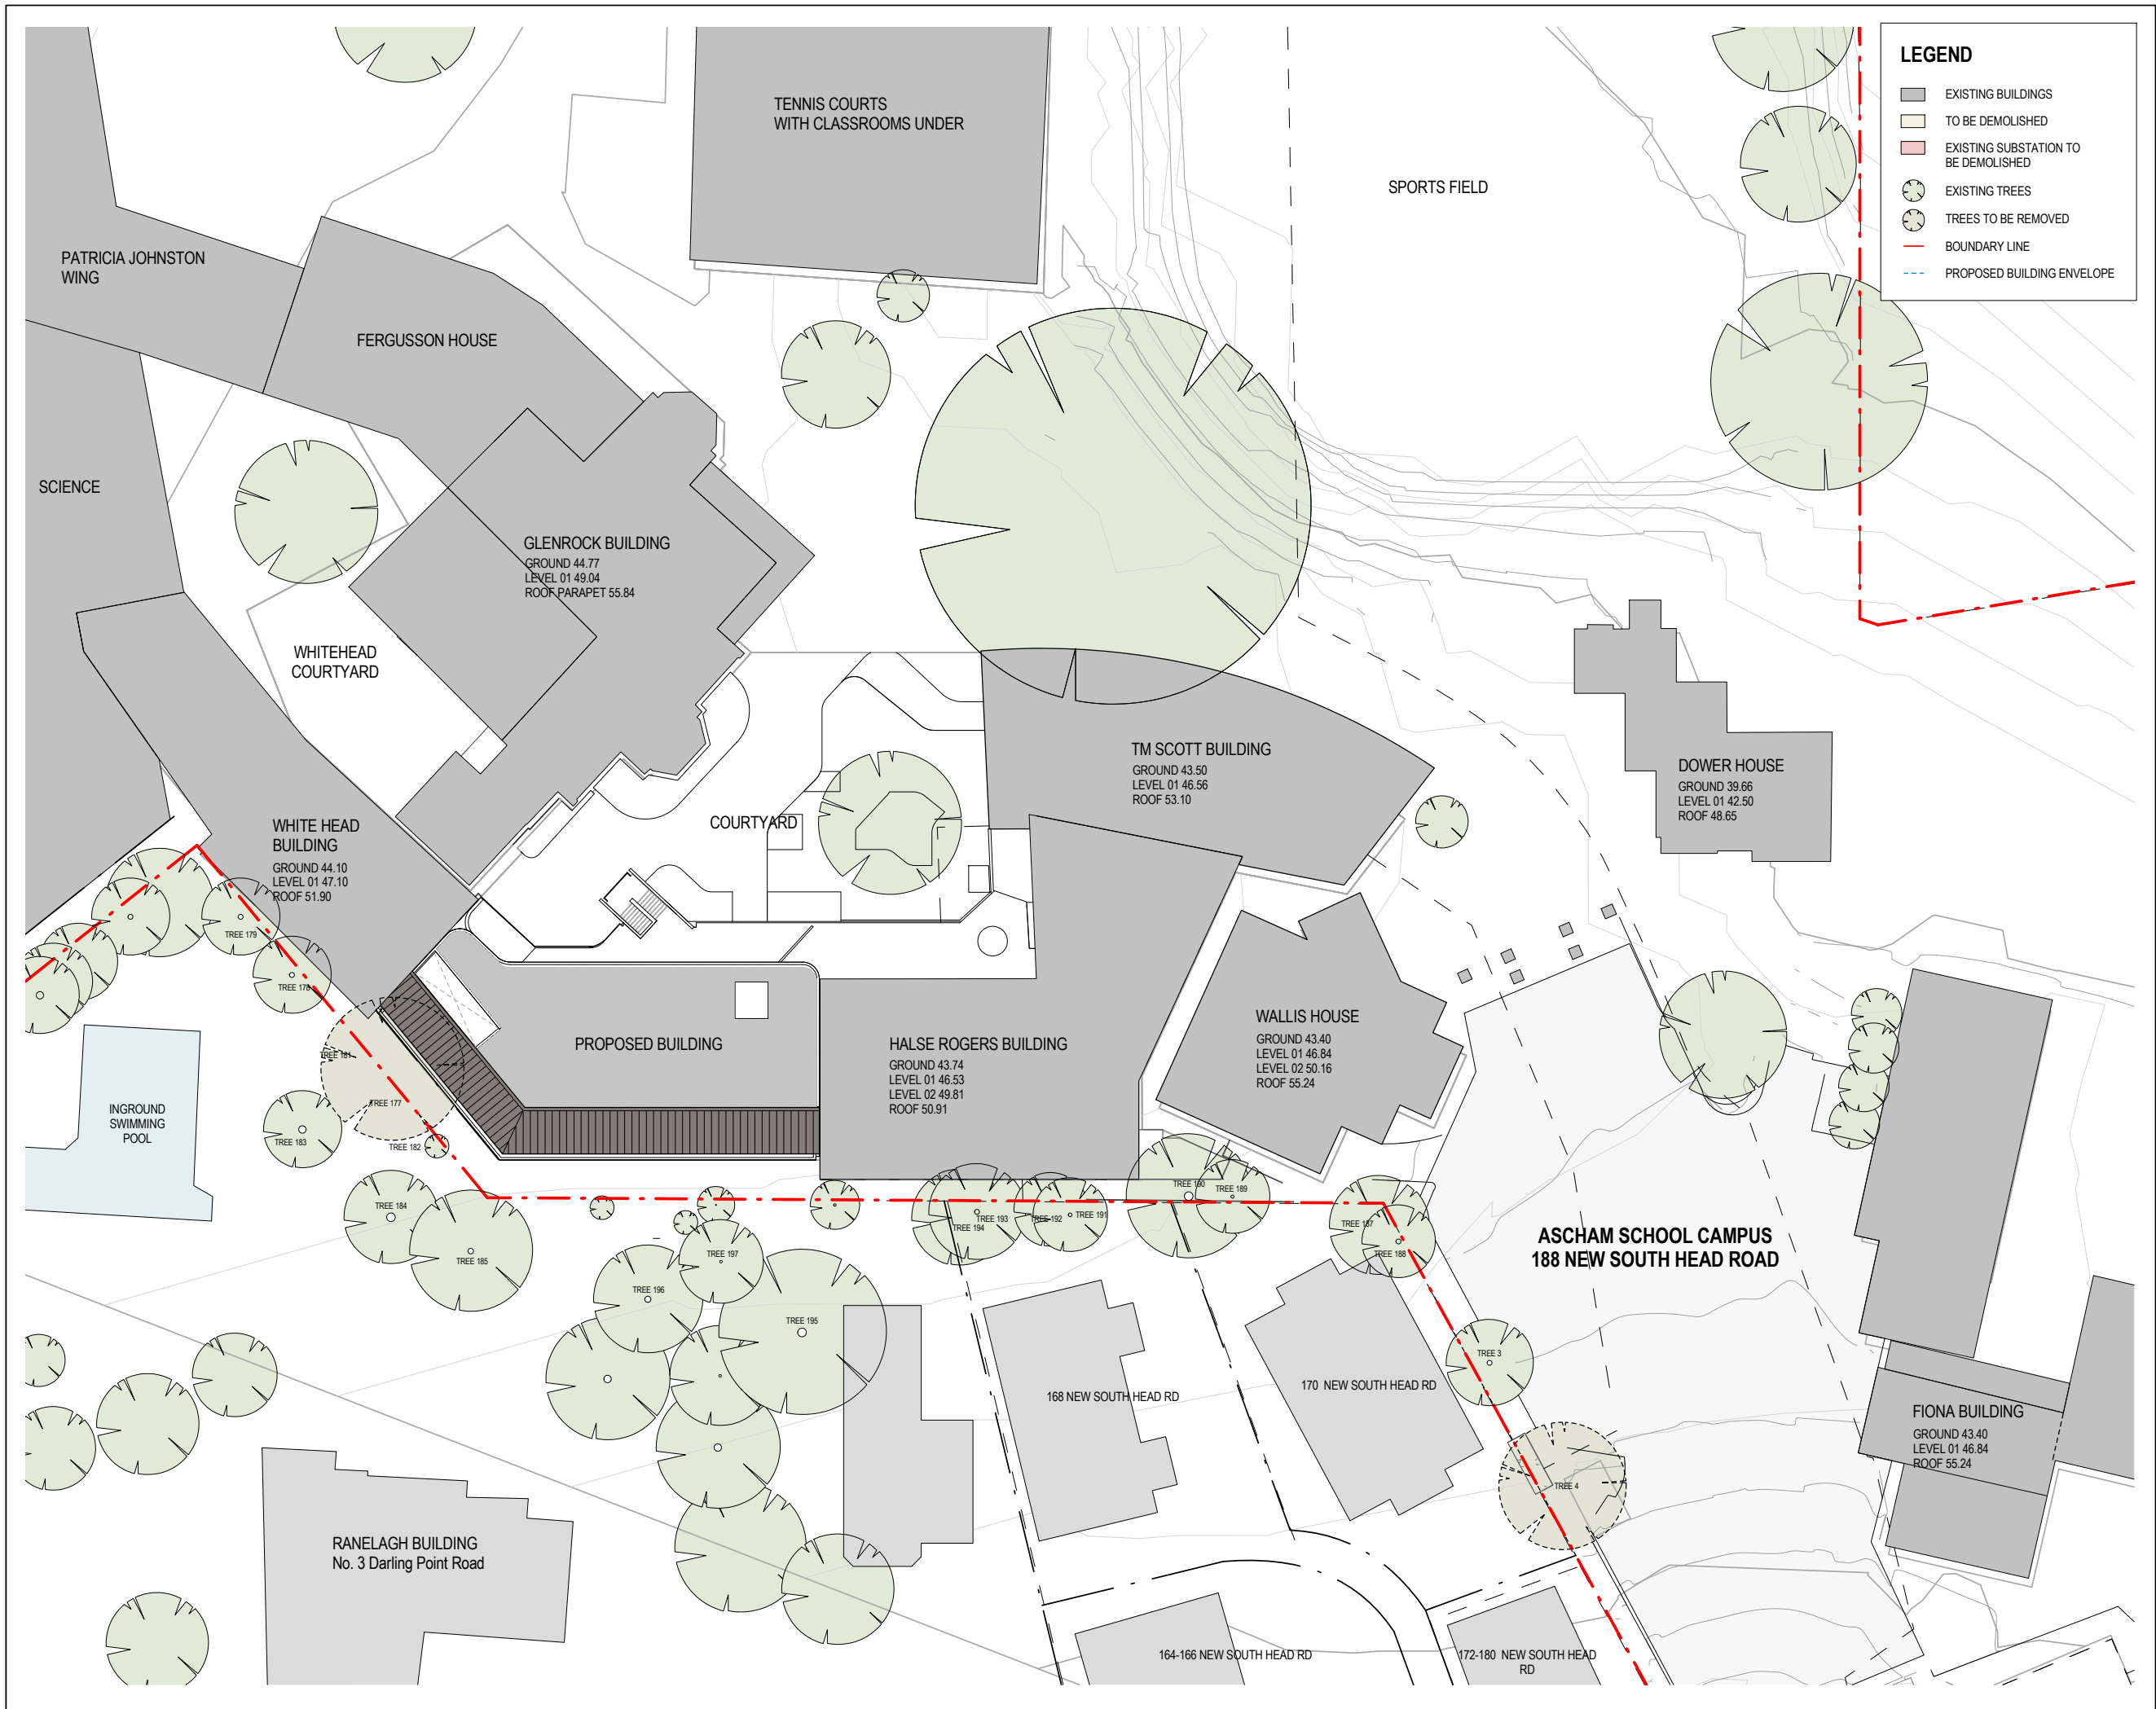 LEGEND
EXISTING BUILDINGS
TO BE DEMOLISHED
EXISTING SUBSTATION TO
BE DEMOLISHED
EXISTING TREES
TREES TO BE REMOVED
BOUNDARY LINE
PROPOSED BUILDING ENVELOPE
TENNIS COURTS
WITH CLASSROOMS UNDER
SPORTS FIELD
PATRICIA JOHNSTON
WING
FERGUSSON HOUSE
SCIENCE
GLENROCK BUILDING
GROUND 44.77
LEVEL 01 49.04
ROOF PARAPET 55.84
WHITEHEAD
COURTYARD
TM SCOTT BUILDING
GROUND 43.50
LEVEL 01 46.56
ROOF 53.10
DOWER HOUSE
GROUND 39.66
LEVEL 01 42.50
ROOF 48.65
COURTYARD
WHITE HEAD
BUILDING
GROUND 44.10
LEVEL 01 47.10
ROOF 51.90
TREE 179
TREE 178
WALLIS HOUSE
GROUND 43.40
LEVEL 01 46.84
LEVEL 02 50.16
ROOF 55.24
PROPOSED BUILDING
HALSE ROGERS BUILDING
GROUND 43.74
LEVEL 01 46.53
LEVEL 02 49.81
ROOF 50.91
TREE 181
TREE 177
INGROUND
SWIMMING
POOL
TREE 183
TREE 182
TREE 184
TREE 185
TREE 190
TREE 189
TREE 194
TREE 193
TREE 192
TREE 191
TREE 187
TREE 188
ASCHAM SCHOOL CAMPUS
188 NEW SOUTH HEAD ROAD
TREE 197
TREE 196
TREE 195
TREE 3
168 NEW SOUTH HEAD RD
170 NEW SOUTH HEAD RD
FIONA BUILDING
GROUND 43.40
LEVEL 01 46.84
ROOF 55.24
TREE 4
RANELAGH BUILDING
No. 3 Darling Point Road
164-166 NEW SOUTH HEAD RD
172-180 NEW SOUTH HEAD
RD